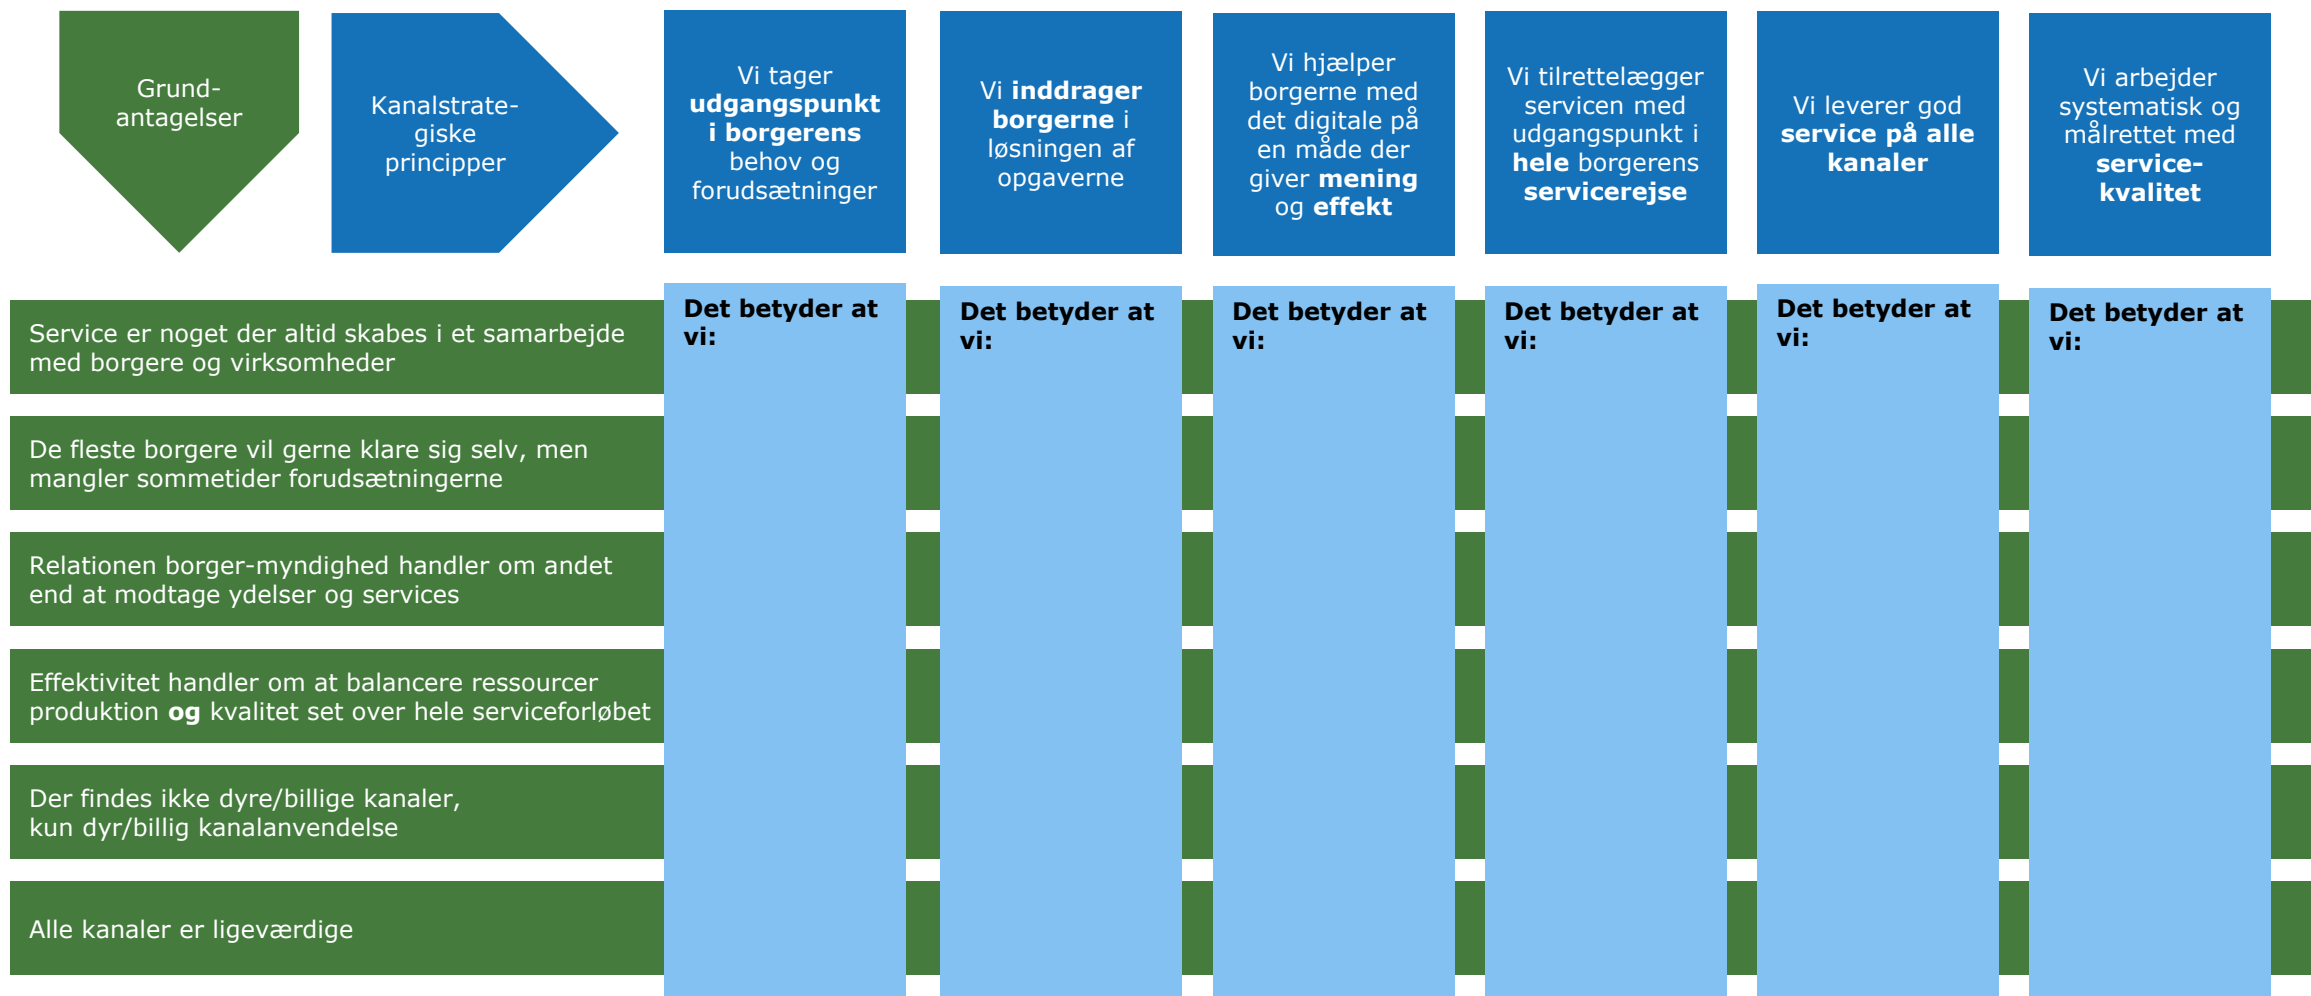 Grund-
antagelser
Kanalstrate-
giske
principper
Vi tager
udgangspunkt
i borgerens
behov og
forudsætninger
Vi inddrager
borgerne i
løsningen af
opgaverne
Vi hjælper
borgerne med
det digitale på
en måde der
giver mening
og effekt
Vi tilrettelægger
servicen med
udgangspunkt i
hele borgerens
servicerejse
Vi leverer god
service på alle
kanaler
Vi arbejder
systematisk og
målrettet med
service-
kvalitet
Det betyder at
vi:
Det betyder at
vi:
Det betyder at
vi:
Det betyder at
vi:
Det betyder at
vi:
Det betyder at
vi:
Service er noget der altid skabes i et samarbejde
med borgere og virksomheder
De fleste borgere vil gerne klare sig selv, men
mangler sommetider forudsætningerne
Relationen borger-myndighed handler om andet
end at modtage ydelser og services
Effektivitet handler om at balancere ressourcer
produktion og kvalitet set over hele serviceforløbet
Der findes ikke dyre/billige kanaler,
kun dyr/billig kanalanvendelse
Alle kanaler er ligeværdige